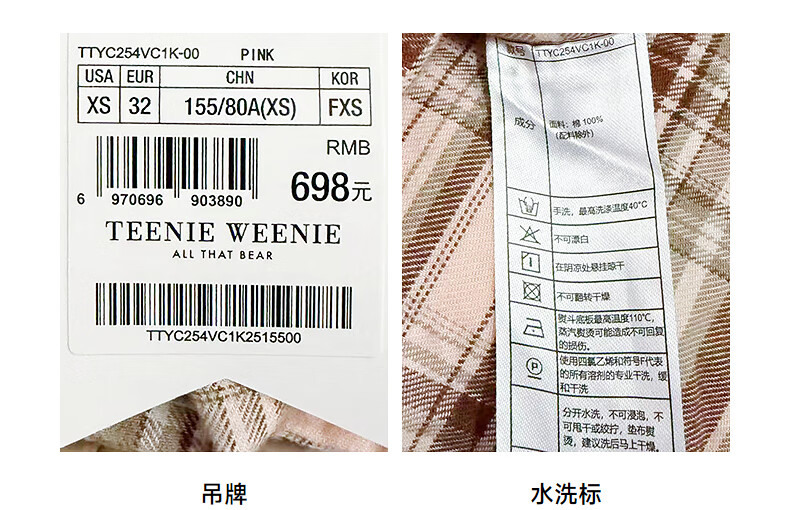 TTYC254VC1K-00 PINK
USA EUR CHN KOR
XS 32 155/80A(XS) FXS
RMB
698元
6 970696 903890
TEENIE WEENIE
ALL THAT BEAR
TTYC254VC1K2515500
款号 TTYC254VC1K-00
成分 面料：棉 100%
（配料除外）
手洗，最高洗涤温度40°C
不可漂白
在阴凉处悬挂晾干
不可翻转干燥
熨斗底板最高温度110℃，
蒸汽熨烫可能造成不可回复
的损伤。
P 使用四氯乙烯和符号F代表
的所有溶剂的专业干洗，缓
和干洗
分开水洗，不可浸泡，不
可甩干或绞拧，垫布熨
烫，建议洗后马上干燥。
吊牌
水洗标